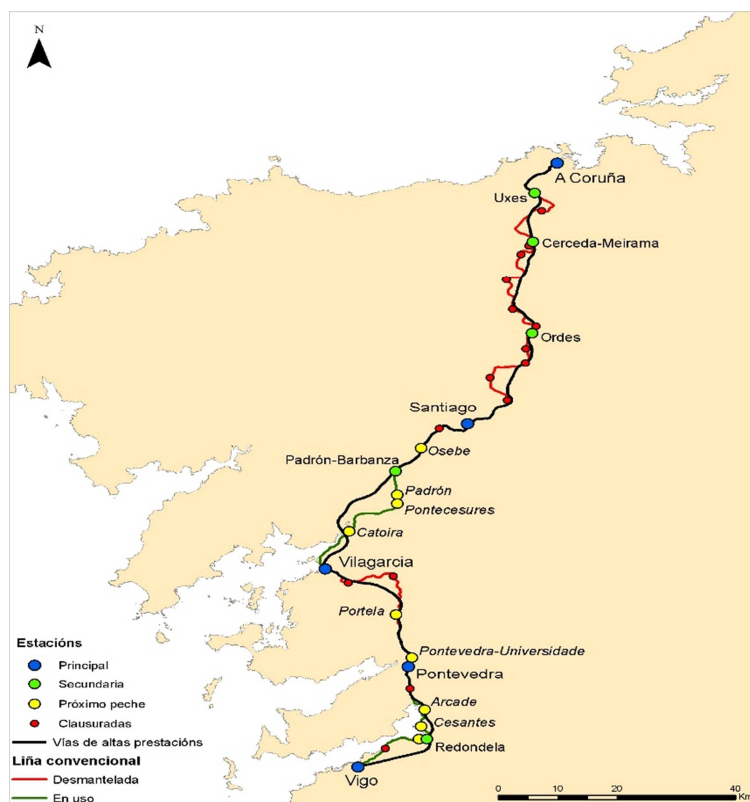 N
A Coruña
Uxes
Cerceda-Meirama
Ordes
Santiago
Osebe
Padrón-Barbanza
Padrón
Pontecesures
Catoira
Vilagarcia
Portela
Pontevedra-Universidade
Pontevedra
Arcade
Cesantes
Redondela
Vigo
Estacións
Principal
Secundaria
Próximo peche
Clausuradas
Vías de altas prestacións
Liña convencional
Desmantelada
En uso
0 10 20 40
Km